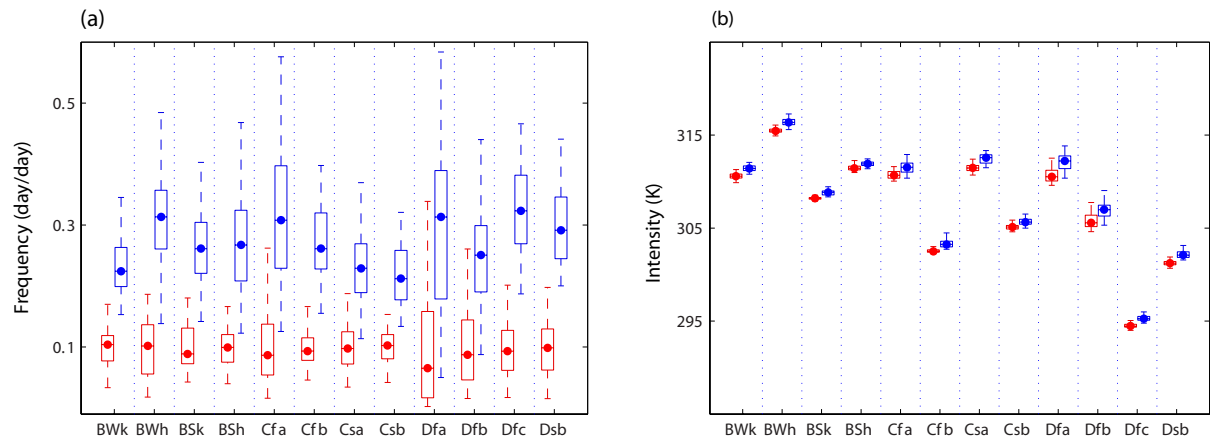 (a)
Frequency (day/day)
0.5
0.3
0.1
BWk BWh BSk BSh Cfa Cfb Csa Csb Dfa Dfb Dfc Dsb
(b)
Intensity (K)
315
305
295
BWk BWh BSk BSh Cfa Cfb Csa Csb Dfa Dfb Dfc Dsb